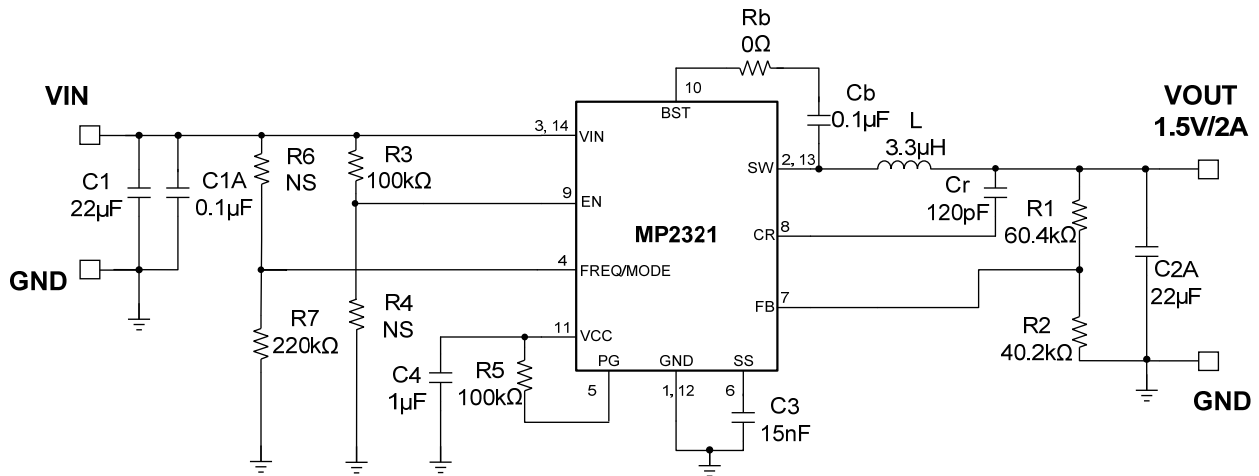 Rb
0Ω
10
BST
Cb
0.1µF
VIN
3, 14
VIN
R6
NS
R3
100kΩ
C1
22µF
C1A
0.1µF
9
EN
MP2321
SW
2, 13
L
3.3µH
VOUT
1.5V/2A
Cr
120pF
CR
8
R1
60.4kΩ
GND
4
FREQ/MODE
FB
7
C2A
22µF
R7
220kΩ
R4
NS
11
VCC
R2
40.2kΩ
C4
1µF
R5
100kΩ
PG
5
GND
1, 12
SS
6
C3
15nF
GND